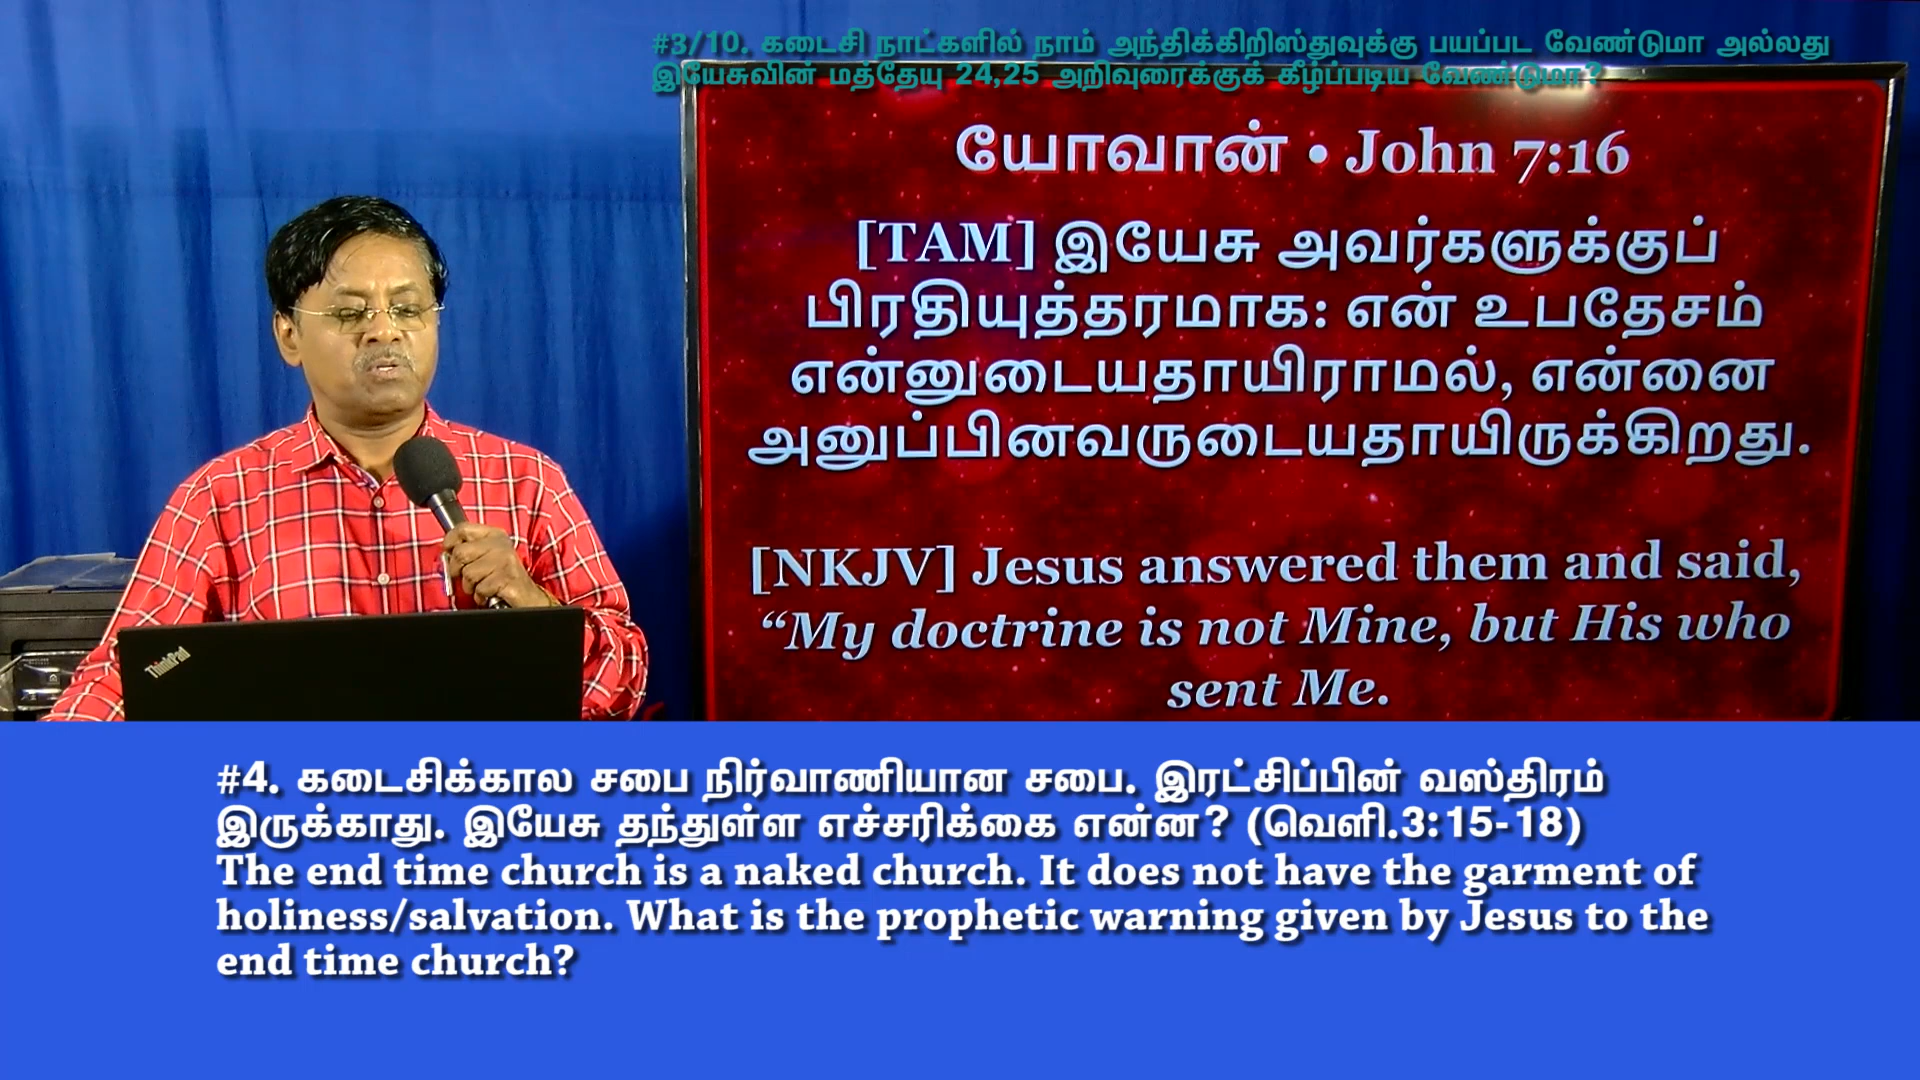 #3/10. கடைசி நாட்களில் நாம் அந்திக்கிறிஸ்துவுக்கு பயப்பட வேண்டுமா அல்லது
இயேசுவின் மத்தேயு 24,25 அறிவுரைக்குக் கீழ்ப்படிய வேண்டுமா?
யோவான் • John 7:16
[TAM] இயேசு அவர்களுக்குப்
பிரதியுத்தரமாக: என் உபதேசம்
என்னுடையதாயிராமல், என்னை
அனுப்பினவருடையதாயிருக்கிறது.
[NKJV] Jesus answered them and said,
“My doctrine is not Mine, but His who
sent Me.
ThinkPad
#4. கடைசிக்கால சபை நிர்வாணியான சபை. இரட்சிப்பின் வஸ்திரம்
இருக்காது. இயேசு தந்துள்ள எச்சரிக்கை என்ன? (வெளி.3:15-18)
The end time church is a naked church. It does not have the garment of
holiness/salvation. What is the prophetic warning given by Jesus to the
end time church?